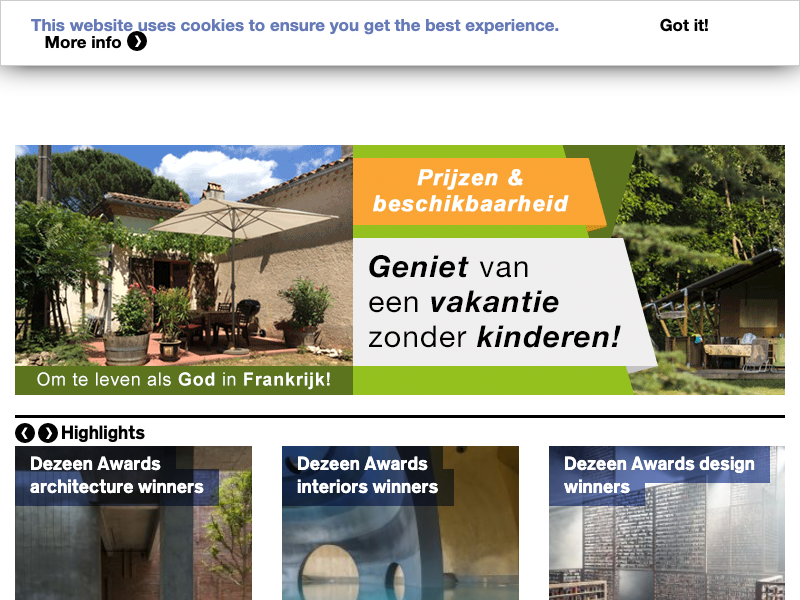 This website uses cookies to ensure you get the best experience.
Got it!
More info
Prijzen &
beschikbaarheid
Geniet van
een vakantie
zonder kinderen!
Om te leven als God in Frankrijk!
Highlights
Dezeen Awards
architecture winners
Dezeen Awards
interiors winners
Dezeen Awards design
winners